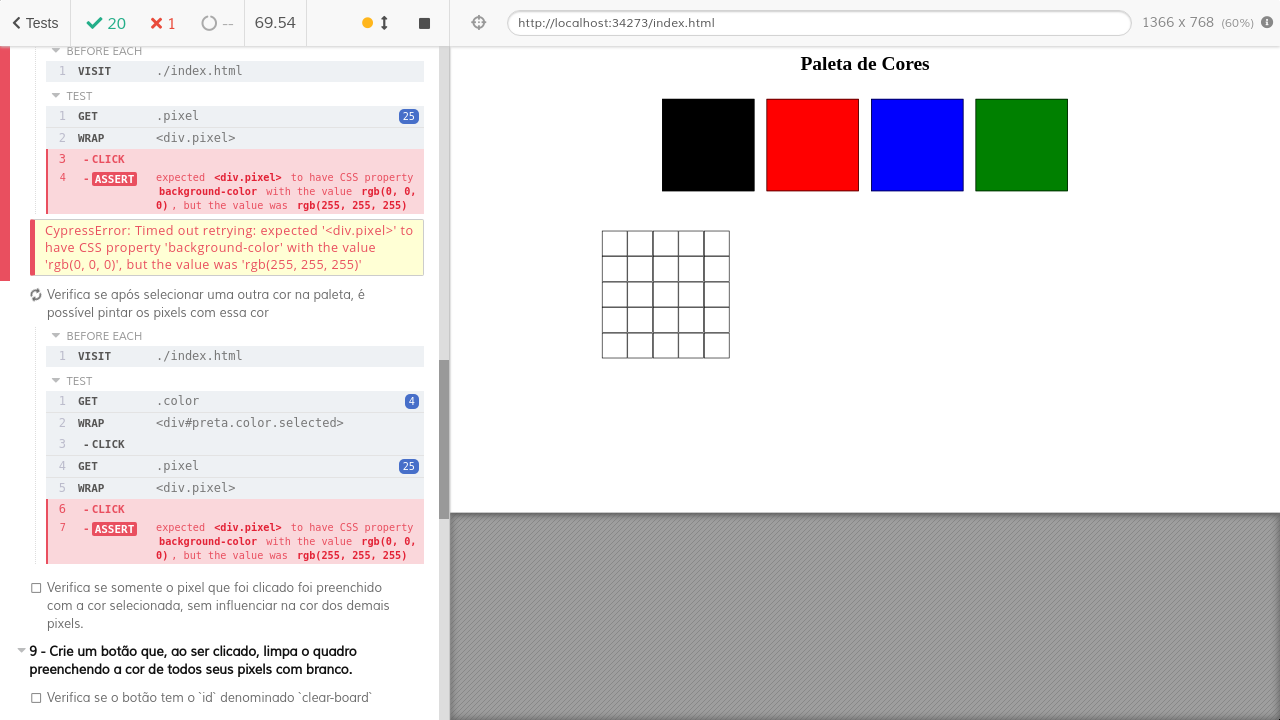 Tests
20
1
--
69.54
http://localhost:34273/index.html
1366 x 768 (60%)
BEFORE EACH
1 VISIT ./index.html
TEST
1 GET .pixel 25
2 WRAP <div.pixel>
3 - CLICK
4 - ASSERT expected <div.pixel> to have CSS property
background-color with the value rgb(0, 0,
0) , but the value was rgb(255, 255, 255)
CypressError: Timed out retrying: expected '<div.pixel>' to
have CSS property 'background-color' with the value
'rgb(0, 0, 0)', but the value was 'rgb(255, 255, 255)'
Verifica se após selecionar uma outra cor na paleta, é
possível pintar os pixels com essa cor
BEFORE EACH
1 VISIT ./index.html
TEST
1 GET .color 4
2 WRAP <div#preta.color.selected>
3 - CLICK
4 GET .pixel 25
5 WRAP <div.pixel>
6 - CLICK
7 - ASSERT expected <div.pixel> to have CSS property
background-color with the value rgb(0, 0,
0) , but the value was rgb(255, 255, 255)
Verifica se somente o pixel que foi clicado foi preenchido
com a cor selecionada, sem influenciar na cor dos demais
pixels.
9 - Crie um botão que, ao ser clicado, limpa o quadro
preenchendo a cor de todos seus pixels com branco.
Verifica se o botão tem o `id` denominado `clear-board`
Paleta de Cores